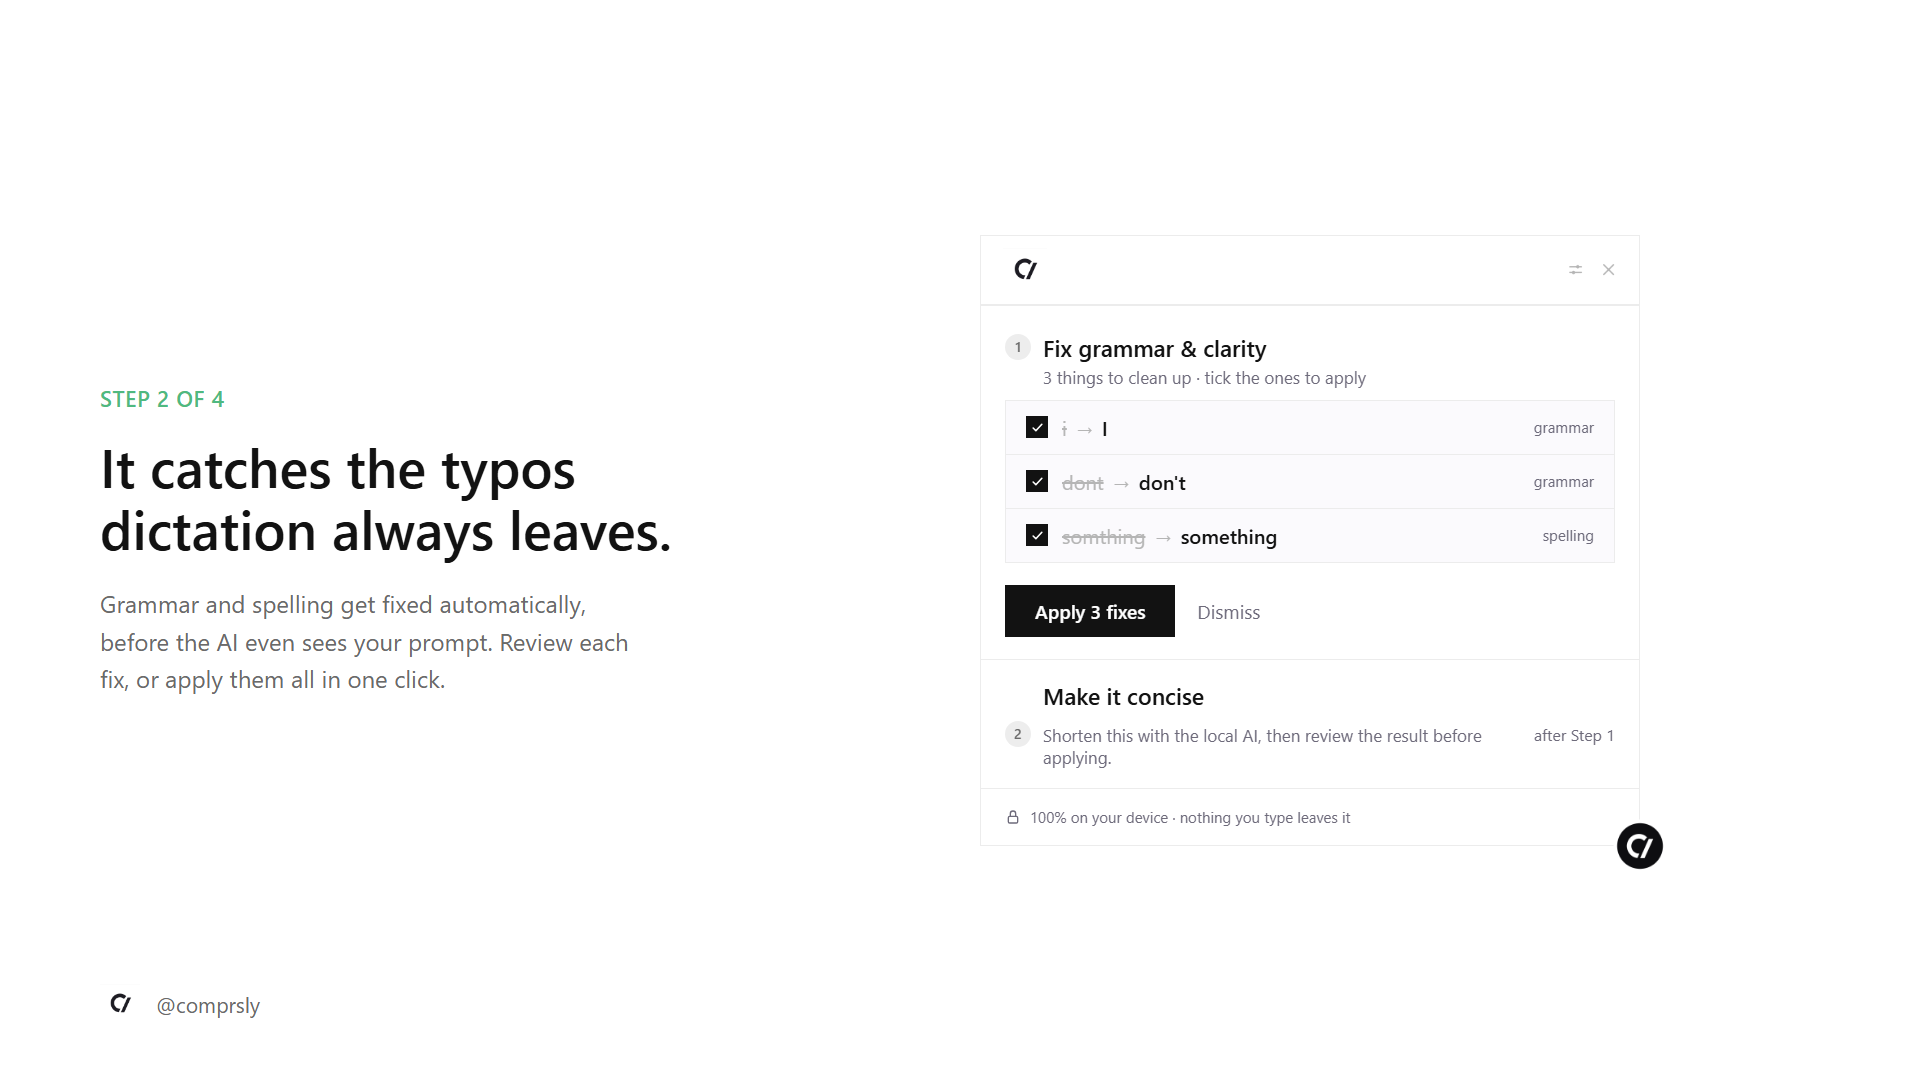 STEP 2 OF 4
It catches the typos
dictation always leaves.
Grammar and spelling get fixed automatically,
before the AI even sees your prompt. Review each
fix, or apply them all in one click.
@comprsly
1 Fix grammar & clarity
3 things to clean up · tick the ones to apply
i → I grammar
dont → don't grammar
somthing → something spelling
Apply 3 fixes Dismiss
Make it concise
2 Shorten this with the local AI, then review the result before after Step 1
applying.
100% on your device · nothing you type leaves it